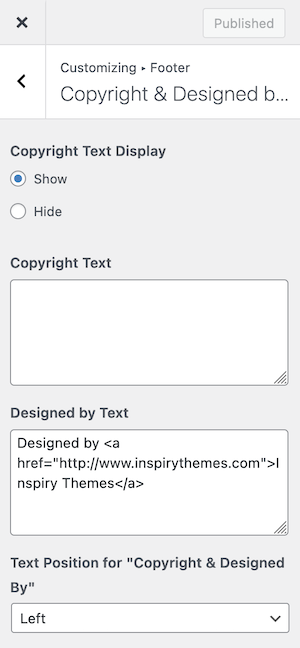 Published
Customizing ▸ Footer
Copyright & Designed b...
Copyright Text Display
Show
Hide
Copyright Text
Designed by Text
Designed by <a
href="http://www.inspirythemes.com">I
nspiry Themes</a>
Text Position for "Copyright & Designed
By"
Left